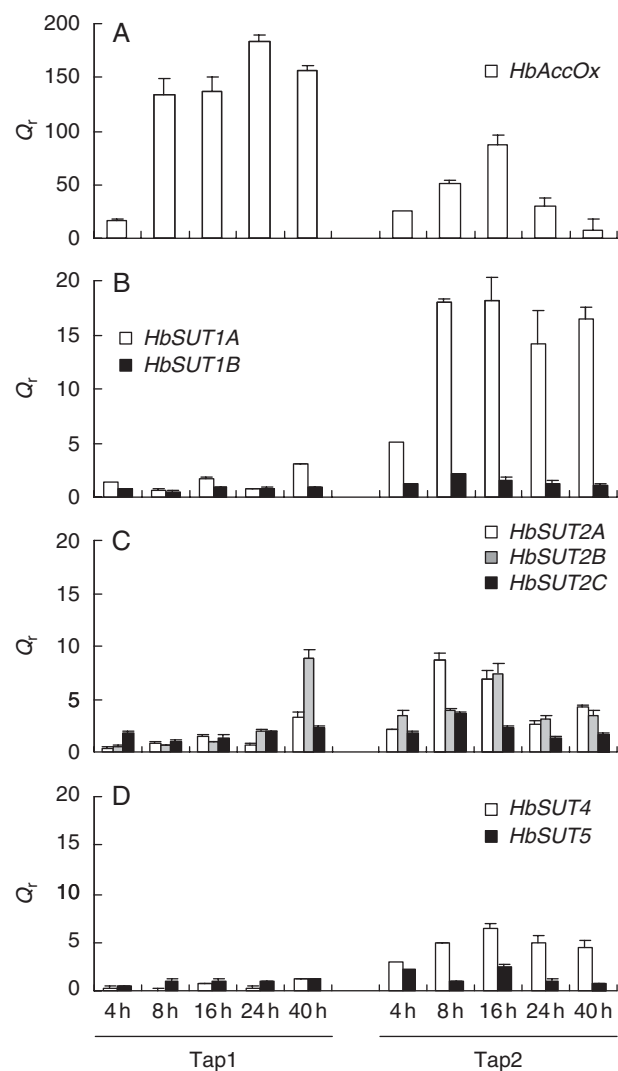 A
200
150
100
50
0
Qr
HbAccOx
B
20
15
10
5
0
Qr
HbSUT1A
HbSUT1B
C
20
15
10
5
0
Qr
HbSUT2A
HbSUT2B
HbSUT2C
D
20
15
10
5
0
Qr
HbSUT4
HbSUT5
4 h 8 h 16 h 24 h 40 h 4 h 8 h 16 h 24 h 40 h
Tap1 Tap2